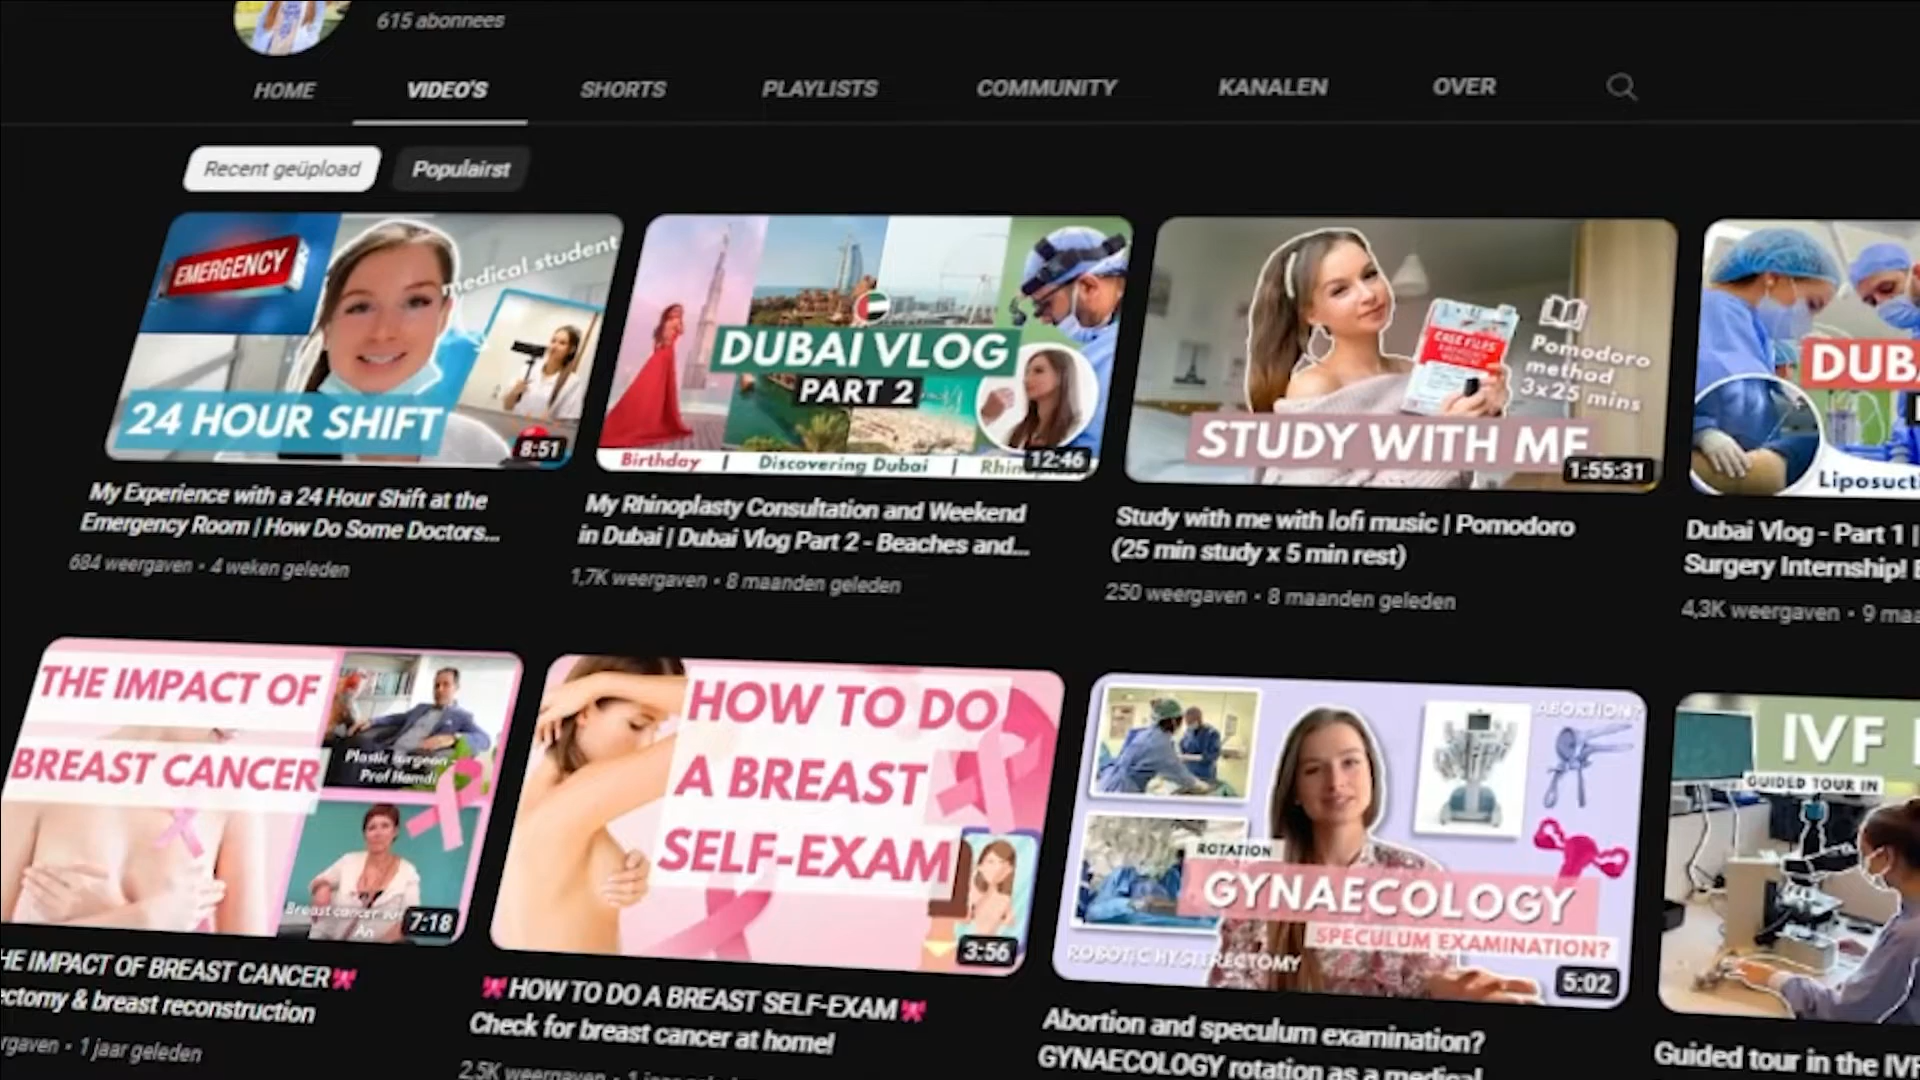 615 abonnees
HOME VIDEO'S SHORTS PLAYLISTS COMMUNITY KANALEN OVER
Recent geüpload Populairst
EMERGENCY
medical student
24 HOUR SHIFT
8:51
My Experience with a 24 Hour Shift at the
Emergency Room | How Do Some Doctors...
684 weergaven • 4 weken geleden
DUBAI VLOG
PART 2
Birthday | Discovering Dubai |
12:46
My Rhinoplasty Consultation and Weekend
in Dubai | Dubai Vlog Part 2 - Beaches and...
1,7K weergaven • 8 maanden geleden
CASE FILES
Pomodoro
method
3x25 mins
STUDY WITH ME
1:55:31
Study with me with lofi music | Pomodoro
(25 min study x 5 min rest)
250 weergaven • 8 maanden geleden
DUB
Liposucti
Dubai Vlog - Part 1 |
Surgery Internship!
4,3K weergaven • 9 maa
THE IMPACT OF
BREAST CANCER
Plastic surgeon -
Prof Hamdi
Breast cancer
An
7:18
HE IMPACT OF BREAST CANCER🎀
ectomy & breast reconstruction
rgaven • 1 jaar geleden
HOW TO DO
A BREAST
SELF-EXAM
3:56
🎀HOW TO DO A BREAST SELF-EXAM🎀
Check for breast cancer at home!
2,5K weergaven • 1 jaar
ABORTION?
ROTATION
GYNAECOLOGY
SPECULUM EXAMINATION?
ROBOTIC HYSTERECTOMY
5:02
Abortion and speculum examination?
GYNAECOLOGY rotation as a medical
IVF
GUIDED TOUR IN
Guided tour in the IVF